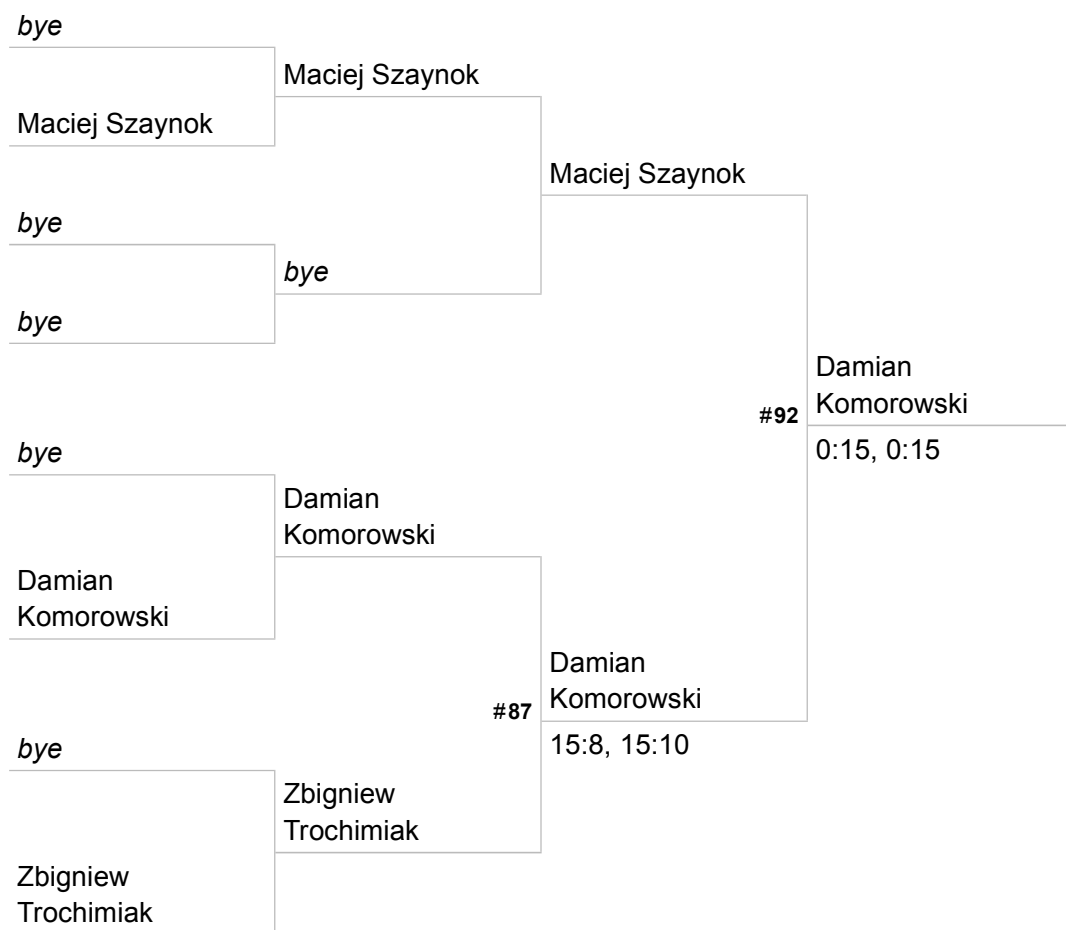 bye
Maciej Szaynok
Maciej Szaynok
Maciej Szaynok
bye
bye
bye
Damian
Komorowski
#92
0:15, 0:15
bye
Damian
Komorowski
Damian
Komorowski
Damian
Komorowski
#87
15:8, 15:10
bye
Zbigniew
Trochimiak
Zbigniew
Trochimiak